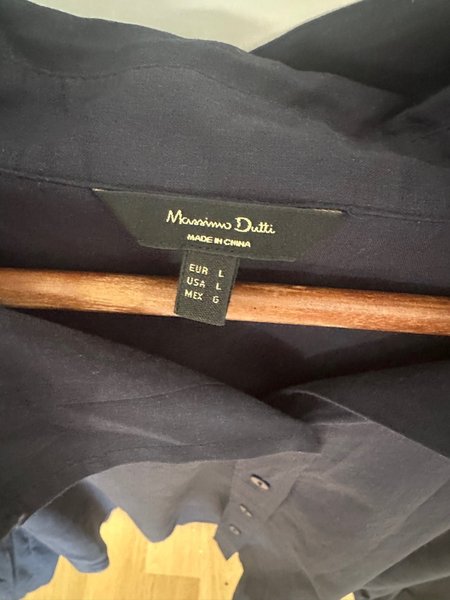 Massimo Dutti
MADE IN CHINA
EUR L
USA L
MEX G